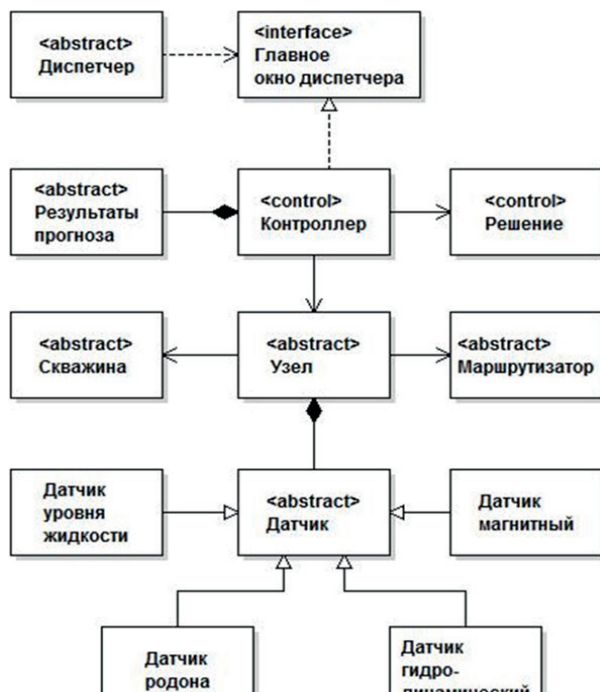 <abstract>
Диспетчер
<interface>
Главное
окно диспетчера
<abstract>
Результаты
прогноза
<control>
Контроллер
<control>
Решение
<abstract>
Скважина
<abstract>
Узел
<abstract>
Маршрутизатор
Датчик
уровня
жидкости
<abstract>
Датчик
Датчик
магнитный
Датчик
родона
Датчик
гидро-
динамический